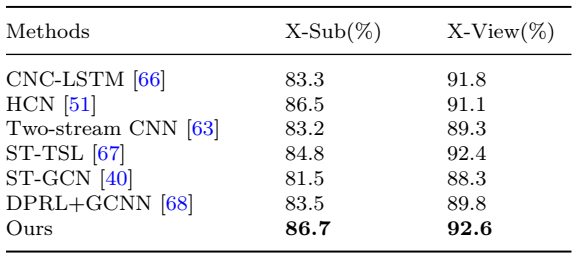 Methods X-Sub(%) X-View(%)
CNC-LSTM [66] 83.3 91.8
HCN [51] 86.5 91.1
Two-stream CNN [63] 83.2 89.3
ST-TSL [67] 84.8 92.4
ST-GCN [40] 81.5 88.3
DPRL+GCNN [68] 83.5 89.8
Ours 86.7 92.6